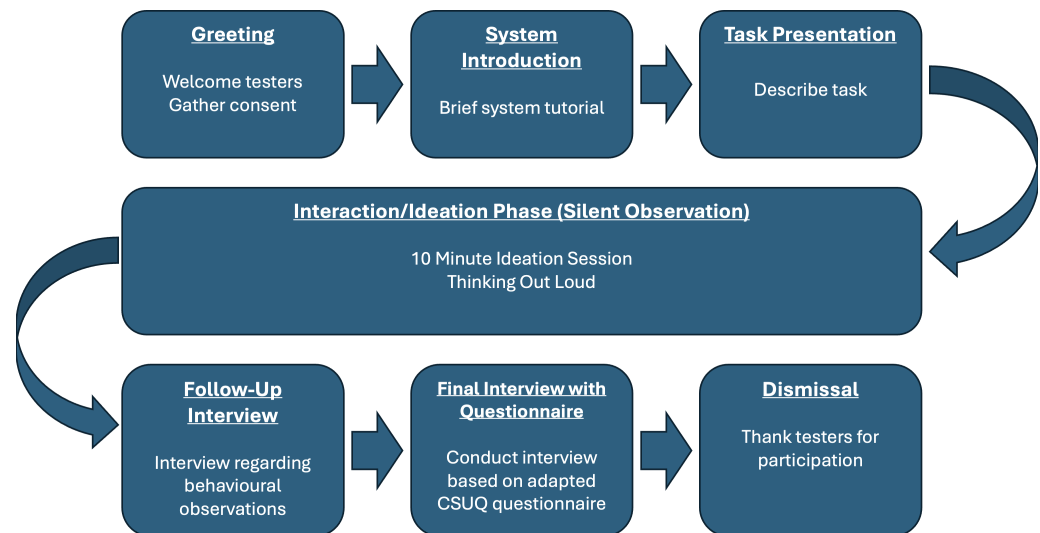 Greeting
Welcome testers
Gather consent
System
Introduction
Brief system tutorial
Task Presentation
Describe task
Interaction/Ideation Phase (Silent Observation)
10 Minute Ideation Session
Thinking Out Loud
Follow-Up
Interview
Interview regarding
behavioural
observations
Final Interview with
Questionnaire
Conduct interview
based on adapted
CSUQ questionnaire
Dismissal
Thank testers for
participation